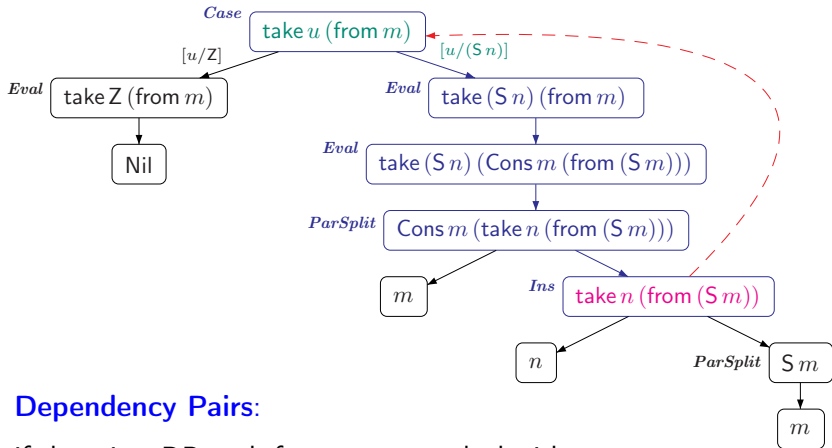 Case
take u (from m)
[u/Z]
[u/(S n)]
Eval
take Z (from m)
Eval
take (S n) (from m)
Nil
Eval
take (S n) (Cons m (from (S m)))
ParSplit
Cons m (take n (from (S m)))
m
Ins
take n (from (S m))
n
ParSplit
S m
Dependency Pairs:
m